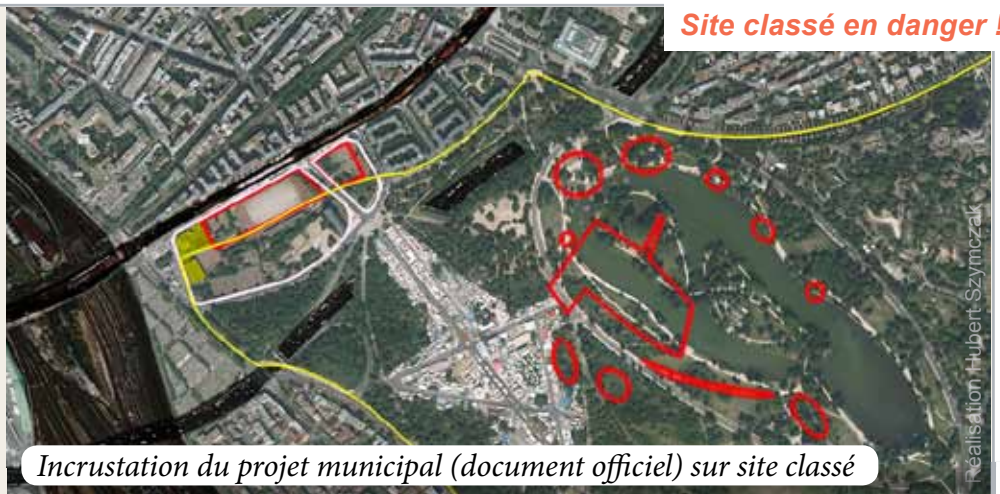 Site classé en danger !
Réalisation Hubert Szymczak
Incrustation du projet municipal (document officiel) sur site classé